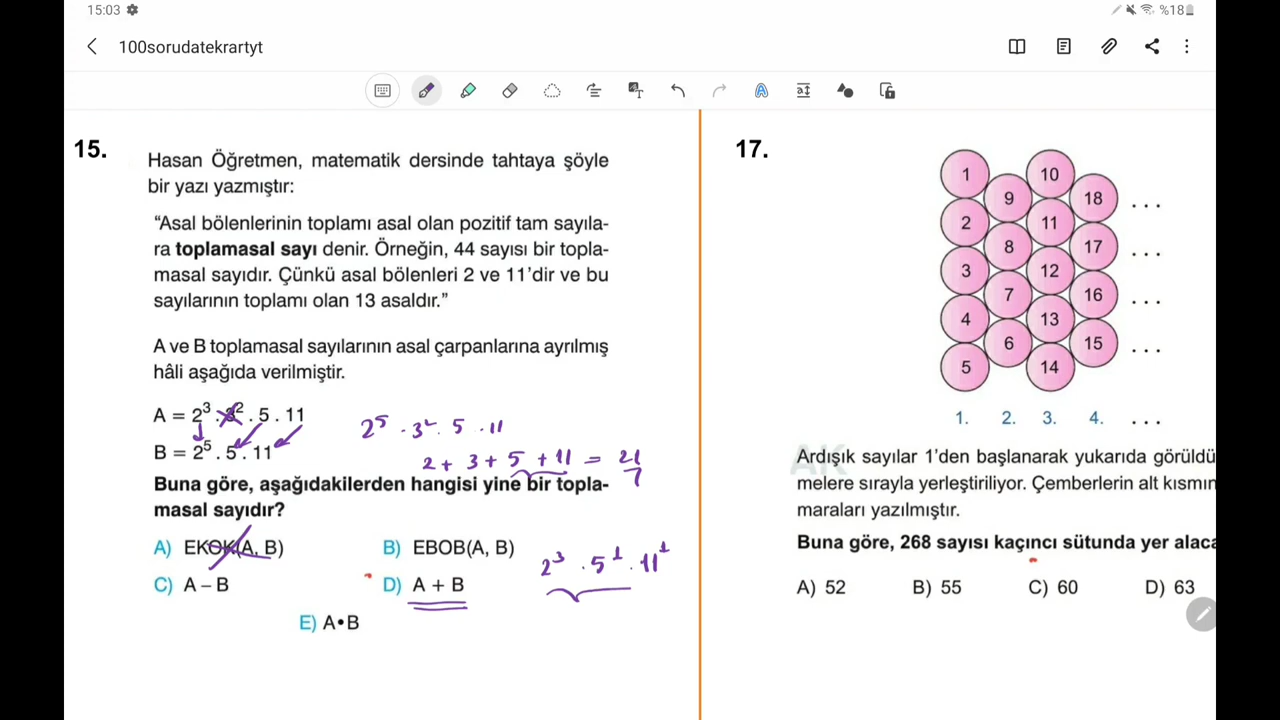 15:03 %18
100sorudatekrartyt
15.
Hasan Öğretmen, matematik dersinde tahtaya şöyle
bir yazı yazmıştır:
“Asal bölenlerinin toplamı asal olan pozitif tam sayıla-
ra toplamasal sayı denir. Örneğin, 44 sayısı bir topla-
masal sayıdır. Çünkü asal bölenleri 2 ve 11’dir ve bu
sayılarının toplamı olan 13 asaldır.”
A ve B toplamasal sayılarının asal çarpanlarına ayrılmış
hâli aşağıda verilmiştir.
A = 2³ . 3² . 5 . 11
B = 2⁵ . 5 . 11
2⁵ . 3² . 5 . 11
2 + 3 + 5 + 11 = 21
7
Buna göre, aşağıdakilerden hangisi yine bir topla-
masal sayıdır?
A) EKOK(A, B) B) EBOB(A, B)
2³ . 5¹ . 11¹
C) A – B D) A + B
E) A•B
17.
1 10
9 18
2 11
8 17
3 12
7 16
4 13
6 15
5 14
. . .
. . .
. . .
. . .
1. 2. 3. 4. . . .
AK
Ardışık sayılar 1’den başlanarak yukarıda görüldü
melere sırayla yerleştiriliyor. Çemberlerin alt kısmın
maraları yazılmıştır.
Buna göre, 268 sayısı kaçıncı sütunda yer alaca
A) 52 B) 55 C) 60 D) 63